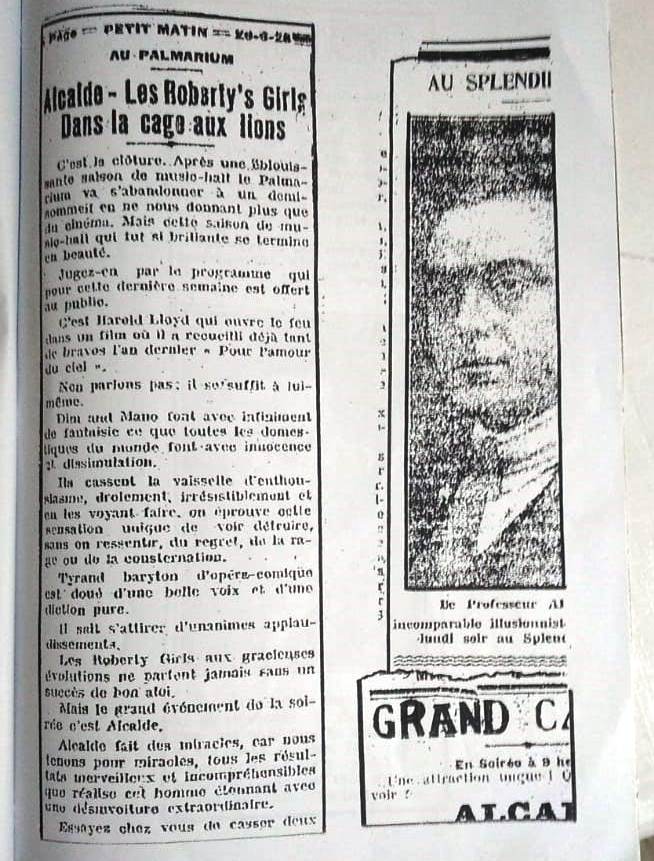 PAGE — PETIT MATIN — 26-6-28
AU PALMARIUM
Alcalde - Les Roberty's Girls
Dans la cage aux lions
C'est la clôture. Après une éblouis-
sante saison de music-hall le Palma-
rium va s'abandonner à un demi-
sommeil en ne nous donnant plus que
du cinéma. Mais cette saison de mu-
sic-hall qui fut si brillante se termine
en beauté.
Jugez-en par le programme qui
pour cette dernière semaine est offert
au public.
C'est Harold Lloyd qui ouvre le feu
dans un film où il a recueilli déjà tant
de bravos l'an dernier « Pour l'amour
du ciel ».
Non parlons pas; il se suffit à lui-
même.
Dim and Mano font avec infiniment
de fantaisie ce que toutes les domes-
tiques du monde font avec innocence
et dissimulation.
Ils cassent la vaisselle d'enthou-
siasme, drolement, irrésistiblement et
en les voyant faire, on éprouve cette
sensation unique de voir détruire,
sans en ressentir, du regret, de la ra-
ge ou de la consternation.
Tyrand baryton d'opéra-comique
est doué d'une belle voix et d'une
diction pure.
Il sait s'attirer d'unanimes applau-
dissements.
Les Roberty Girls aux gracieuses
évolutions ne partent jamais sans un
succès de bon aloi.
Mais le grand événement de la soi-
rée c'est Alcalde.
Alcalde fait des miracles, car nous
tenons pour miracles, tous les résul-
tats merveilleux et incompréhensibles
que réalise cet homme étonnant avec
une désinvolture extraordinaire.
Essayez chez vous de casser deux
AU SPLENDI
Le Professeur Al
incomparable illusionnist
lundi soir au Splen
GRAND CA
En Soirée à 9 he
Une attraction unique !
voir ?
ALCAL